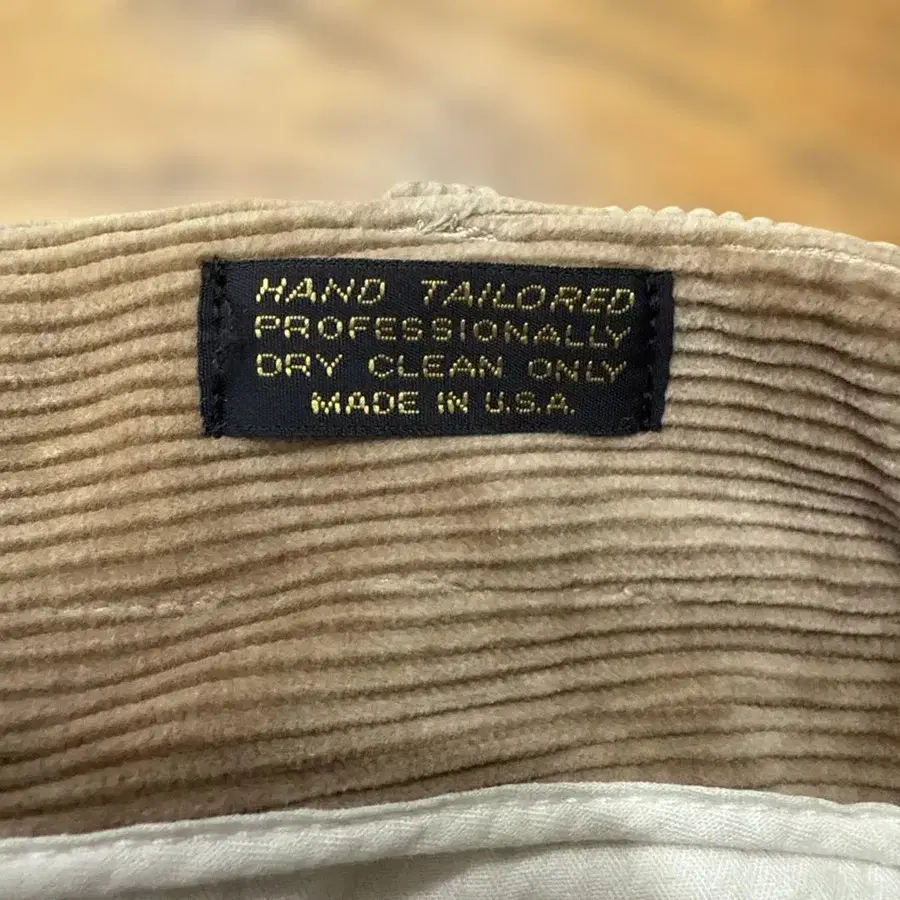 HAND TAILORED
PROFESSIONALLY
DRY CLEAN ONLY
MADE IN U.S.A.